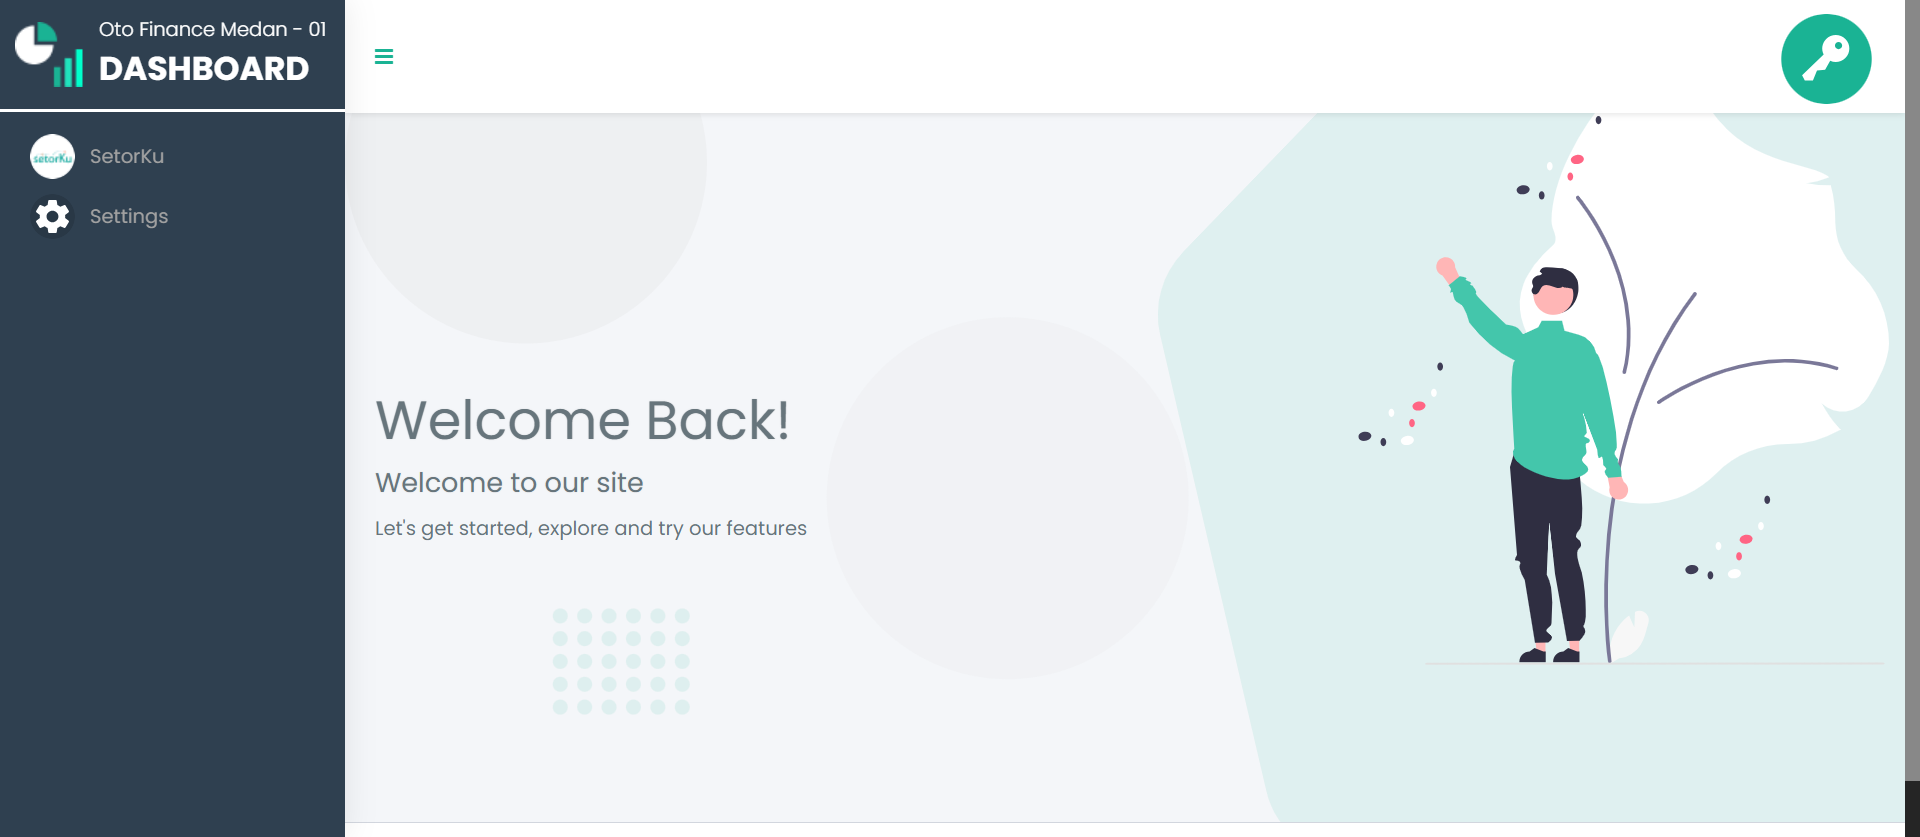 Oto Finance Medan - 01
DASHBOARD
setorKu
SetorKu
Settings
Welcome Back!
Welcome to our site
Let's get started, explore and try our features